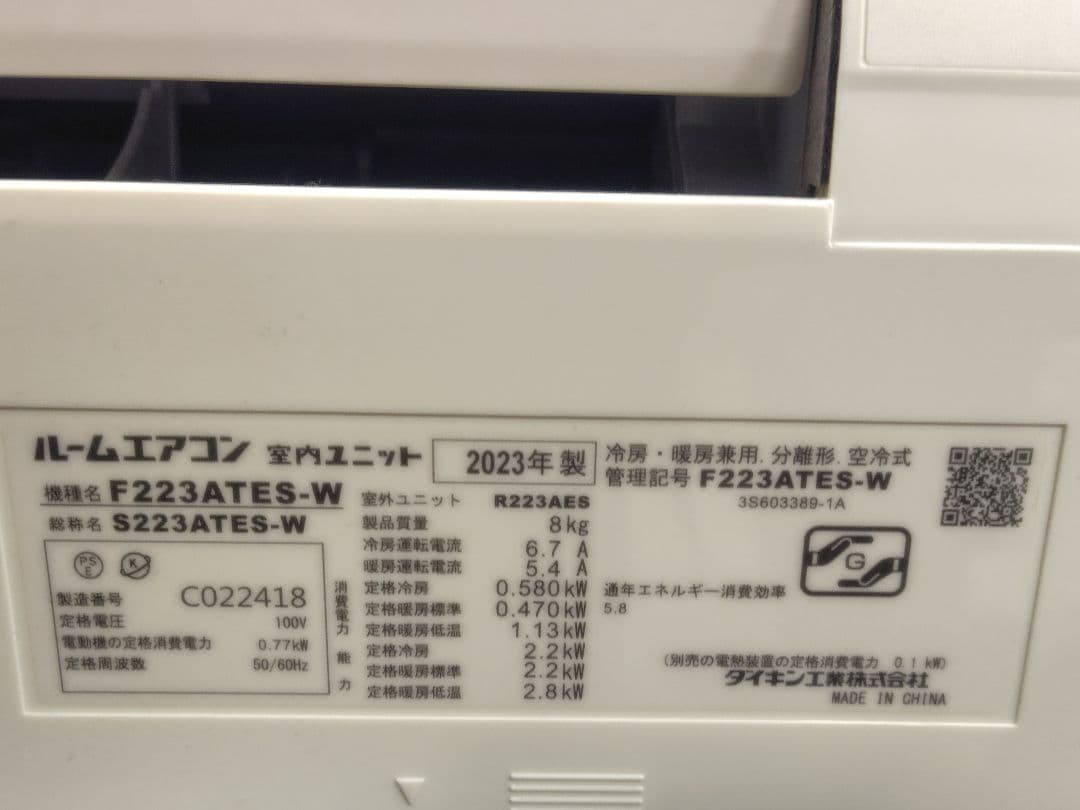 ルームエアコン 室内ユニット 2023年 製
機種名 F223ATES-W
総称名 S223ATES-W
PS E
K
製造番号 C022418
定格電圧 100V
電動機の定格消費電力 0.77kW
定格周波数 50/60Hz
室外ユニット R223AES
製品質量 8kg
冷房運転電流 6.7 A
暖房運転電流 5.4 A
消費電力
定格冷房 0.580kW
定格暖房標準 0.470kW
定格暖房低温 1.13kW
能力
定格冷房 2.2kW
定格暖房標準 2.2kW
定格暖房低温 2.8kW
冷房・暖房兼用.分離形.空冷式
管理記号 F223ATES-W
3S603389-1A
G
通年エネルギー消費効率
5.8
(別売の電熱装置の定格消費電力 0.1 kW)
ダイキン工業株式会社
MADE IN CHINA